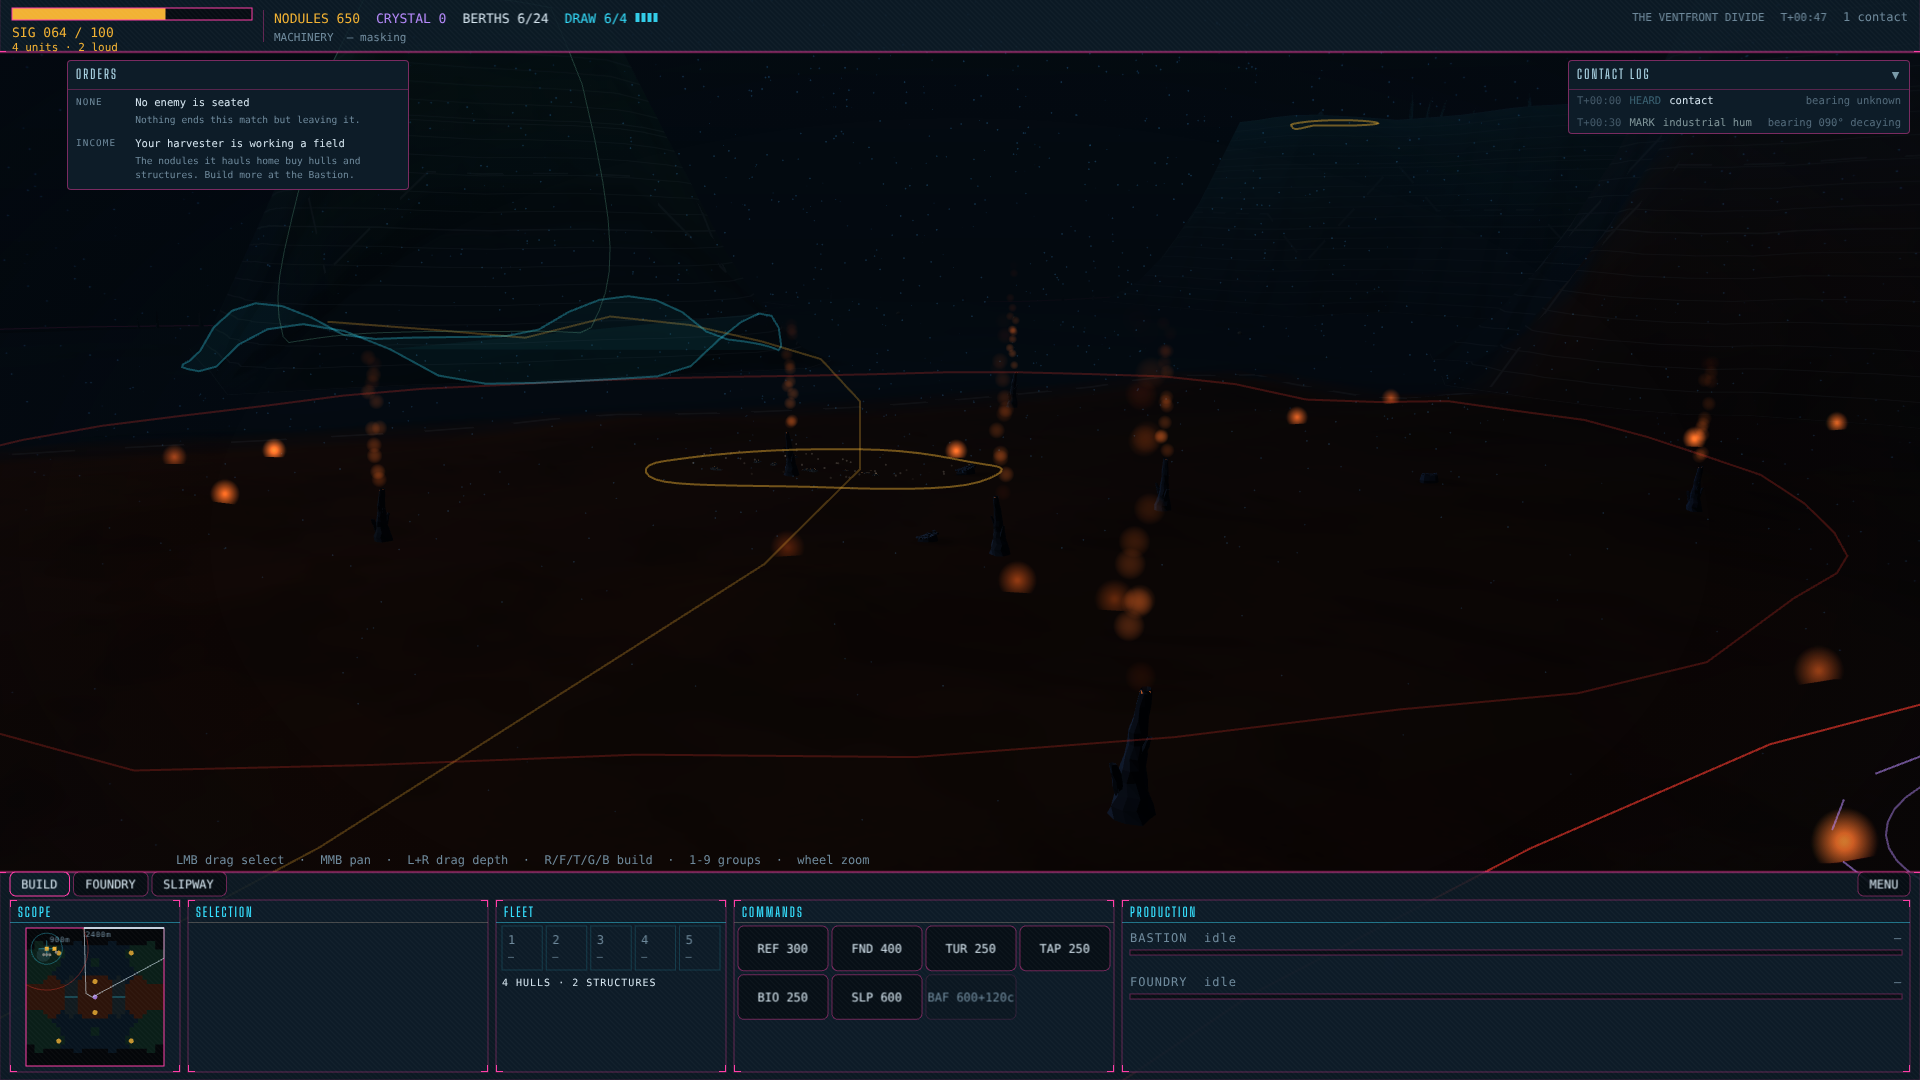 SIG 064 / 100
4 units · 2 loud
NODULES 650 CRYSTAL 0 BERTHS 6/24 DRAW 6/4
MACHINERY — masking
THE VENTFRONT DIVIDE T+00:47 1 contact
ORDERS
NONE No enemy is seated
Nothing ends this match but leaving it.
INCOME Your harvester is working a field
The nodules it hauls home buy hulls and
structures. Build more at the Bastion.
CONTACT LOG ▼
T+00:00 HEARD contact bearing unknown
T+00:30 MARK industrial hum bearing 090° decaying
LMB drag select · MMB pan · L+R drag depth · R/F/T/G/B build · 1-9 groups · wheel zoom
BUILD FOUNDRY SLIPWAY MENU
SCOPE
900m 2400m
SELECTION
FLEET
1 2 3 4 5
— — — — —
4 HULLS · 2 STRUCTURES
COMMANDS
REF 300 FND 400 TUR 250 TAP 250
BIO 250 SLP 600 BAF 600+120c
PRODUCTION
BASTION idle —
FOUNDRY idle —